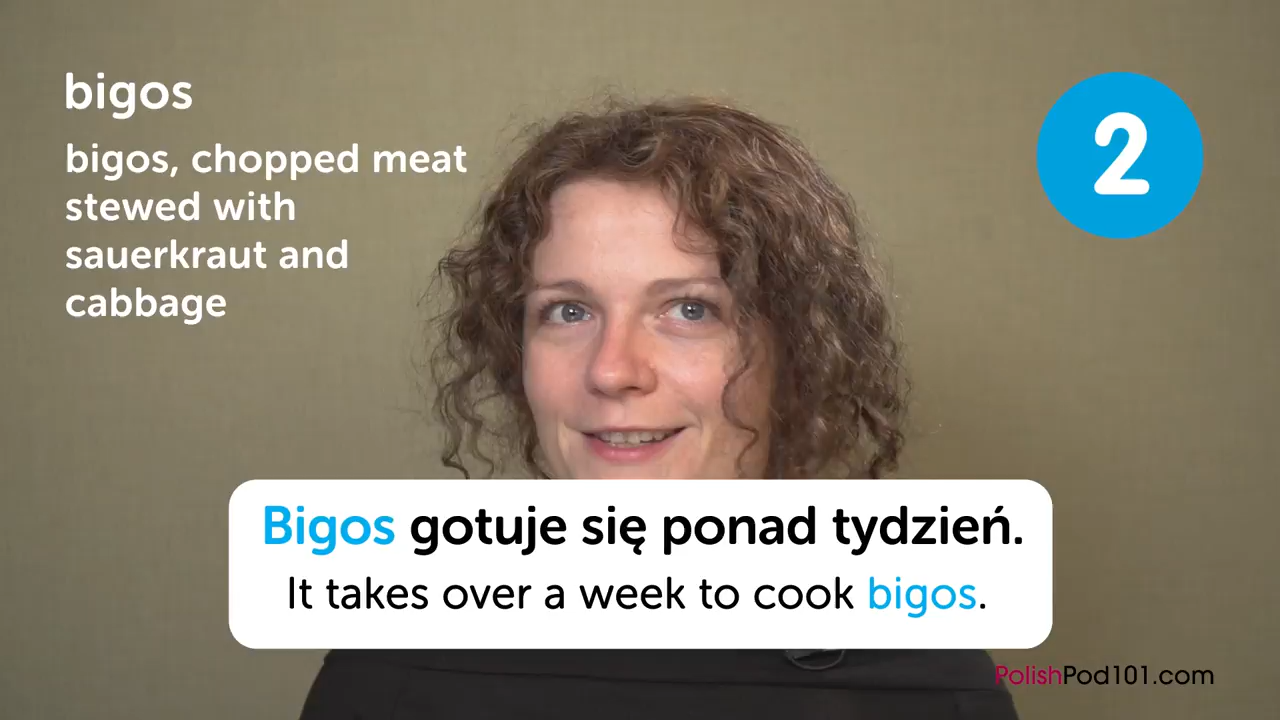 bigos
bigos, chopped meat
stewed with
sauerkraut and
cabbage
2
Bigos gotuje się ponad tydzień.
It takes over a week to cook bigos.
PolishPod101.com